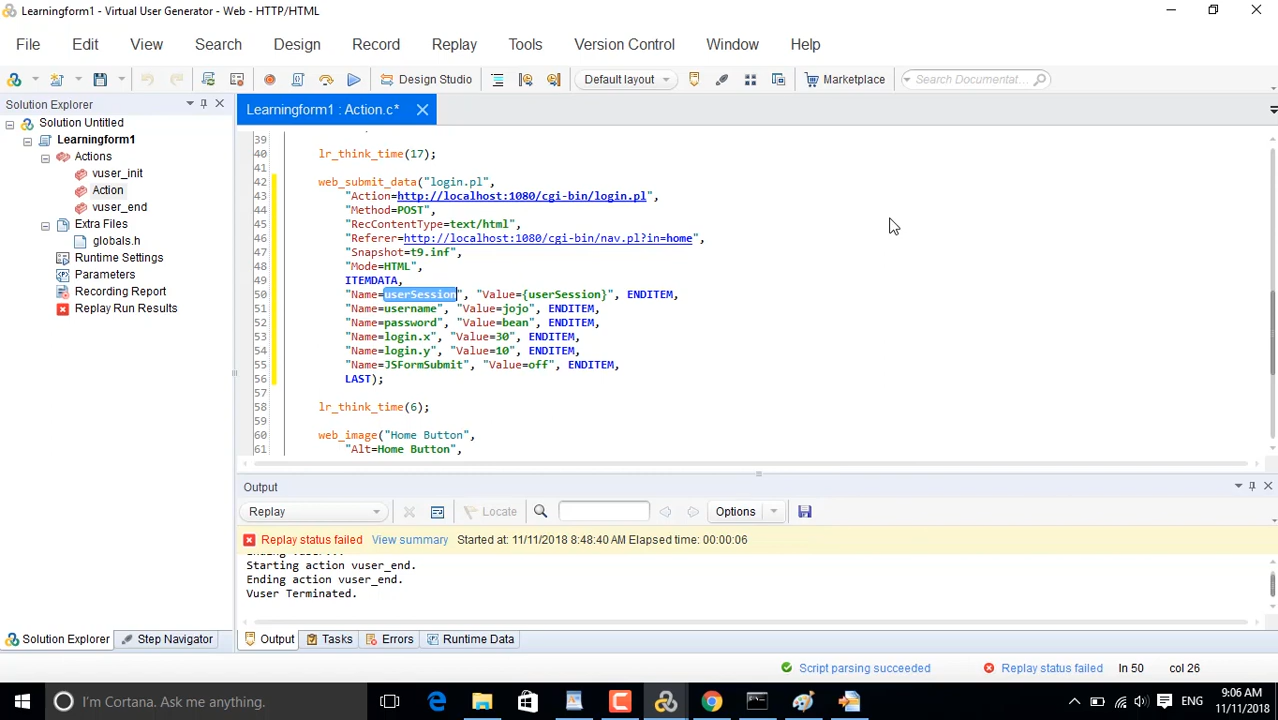 Learningform1 - Virtual User Generator - Web - HTTP/HTML
File Edit View Search Design Record Replay Tools Version Control Window Help
Design Studio Default layout Marketplace Search Documentat...
Solution Explorer
Solution Untitled
Learningform1
Actions
vuser_init
Action
vuser_end
Extra Files
globals.h
Runtime Settings
Parameters
Recording Report
Replay Run Results
Learningform1 : Action.c*
39
40 lr_think_time(17);
41
42 web_submit_data("login.pl",
43 "Action=http://localhost:1080/cgi-bin/login.pl",
44 "Method=POST",
45 "RecContentType=text/html",
46 "Referer=http://localhost:1080/cgi-bin/nav.pl?in=home",
47 "Snapshot=t9.inf",
48 "Mode=HTML",
49 ITEMDATA,
50 "Name=userSession", "Value={userSession}", ENDITEM,
51 "Name=username", "Value=jojo", ENDITEM,
52 "Name=password", "Value=bean", ENDITEM,
53 "Name=login.x", "Value=30", ENDITEM,
54 "Name=login.y", "Value=10", ENDITEM,
55 "Name=JSFormSubmit", "Value=off", ENDITEM,
56 LAST);
57
58 lr_think_time(6);
59
60 web_image("Home Button",
61 "Alt=Home Button",
Output
Replay Locate Options
Replay status failed View summary Started at: 11/11/2018 8:48:40 AM Elapsed time: 00:00:06
Ending Vuser...
Starting action vuser_end.
Ending action vuser_end.
Vuser Terminated.
Solution Explorer Step Navigator Output Tasks Errors Runtime Data
Script parsing succeeded Replay status failed ln 50 col 26
I'm Cortana. Ask me anything. ENG 9:06 AM
11/11/2018